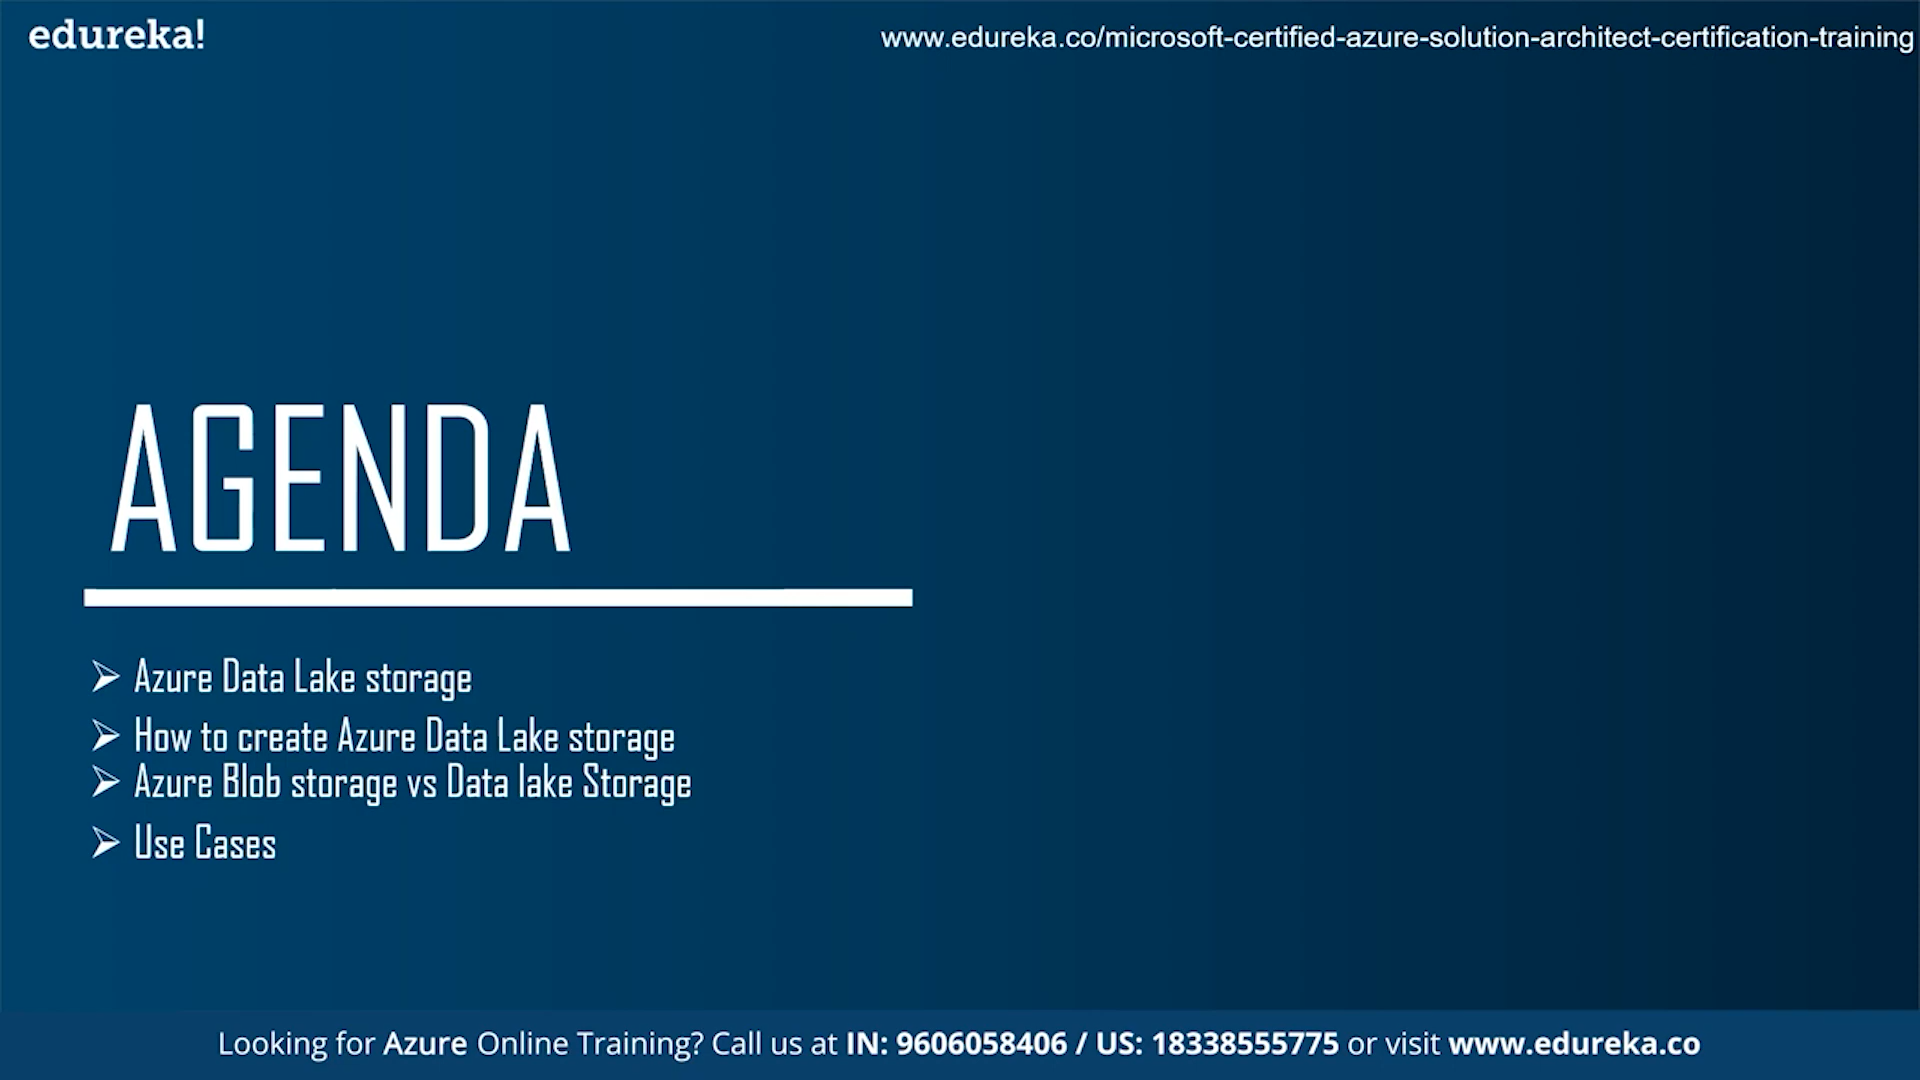 edureka!
www.edureka.co/microsoft-certified-azure-solution-architect-certification-training
AGENDA
➢ Azure Data Lake storage
➢ How to create Azure Data Lake storage
➢ Azure Blob storage vs Data lake Storage
➢ Use Cases
Looking for Azure Online Training? Call us at IN: 9606058406 / US: 18338555775 or visit www.edureka.co